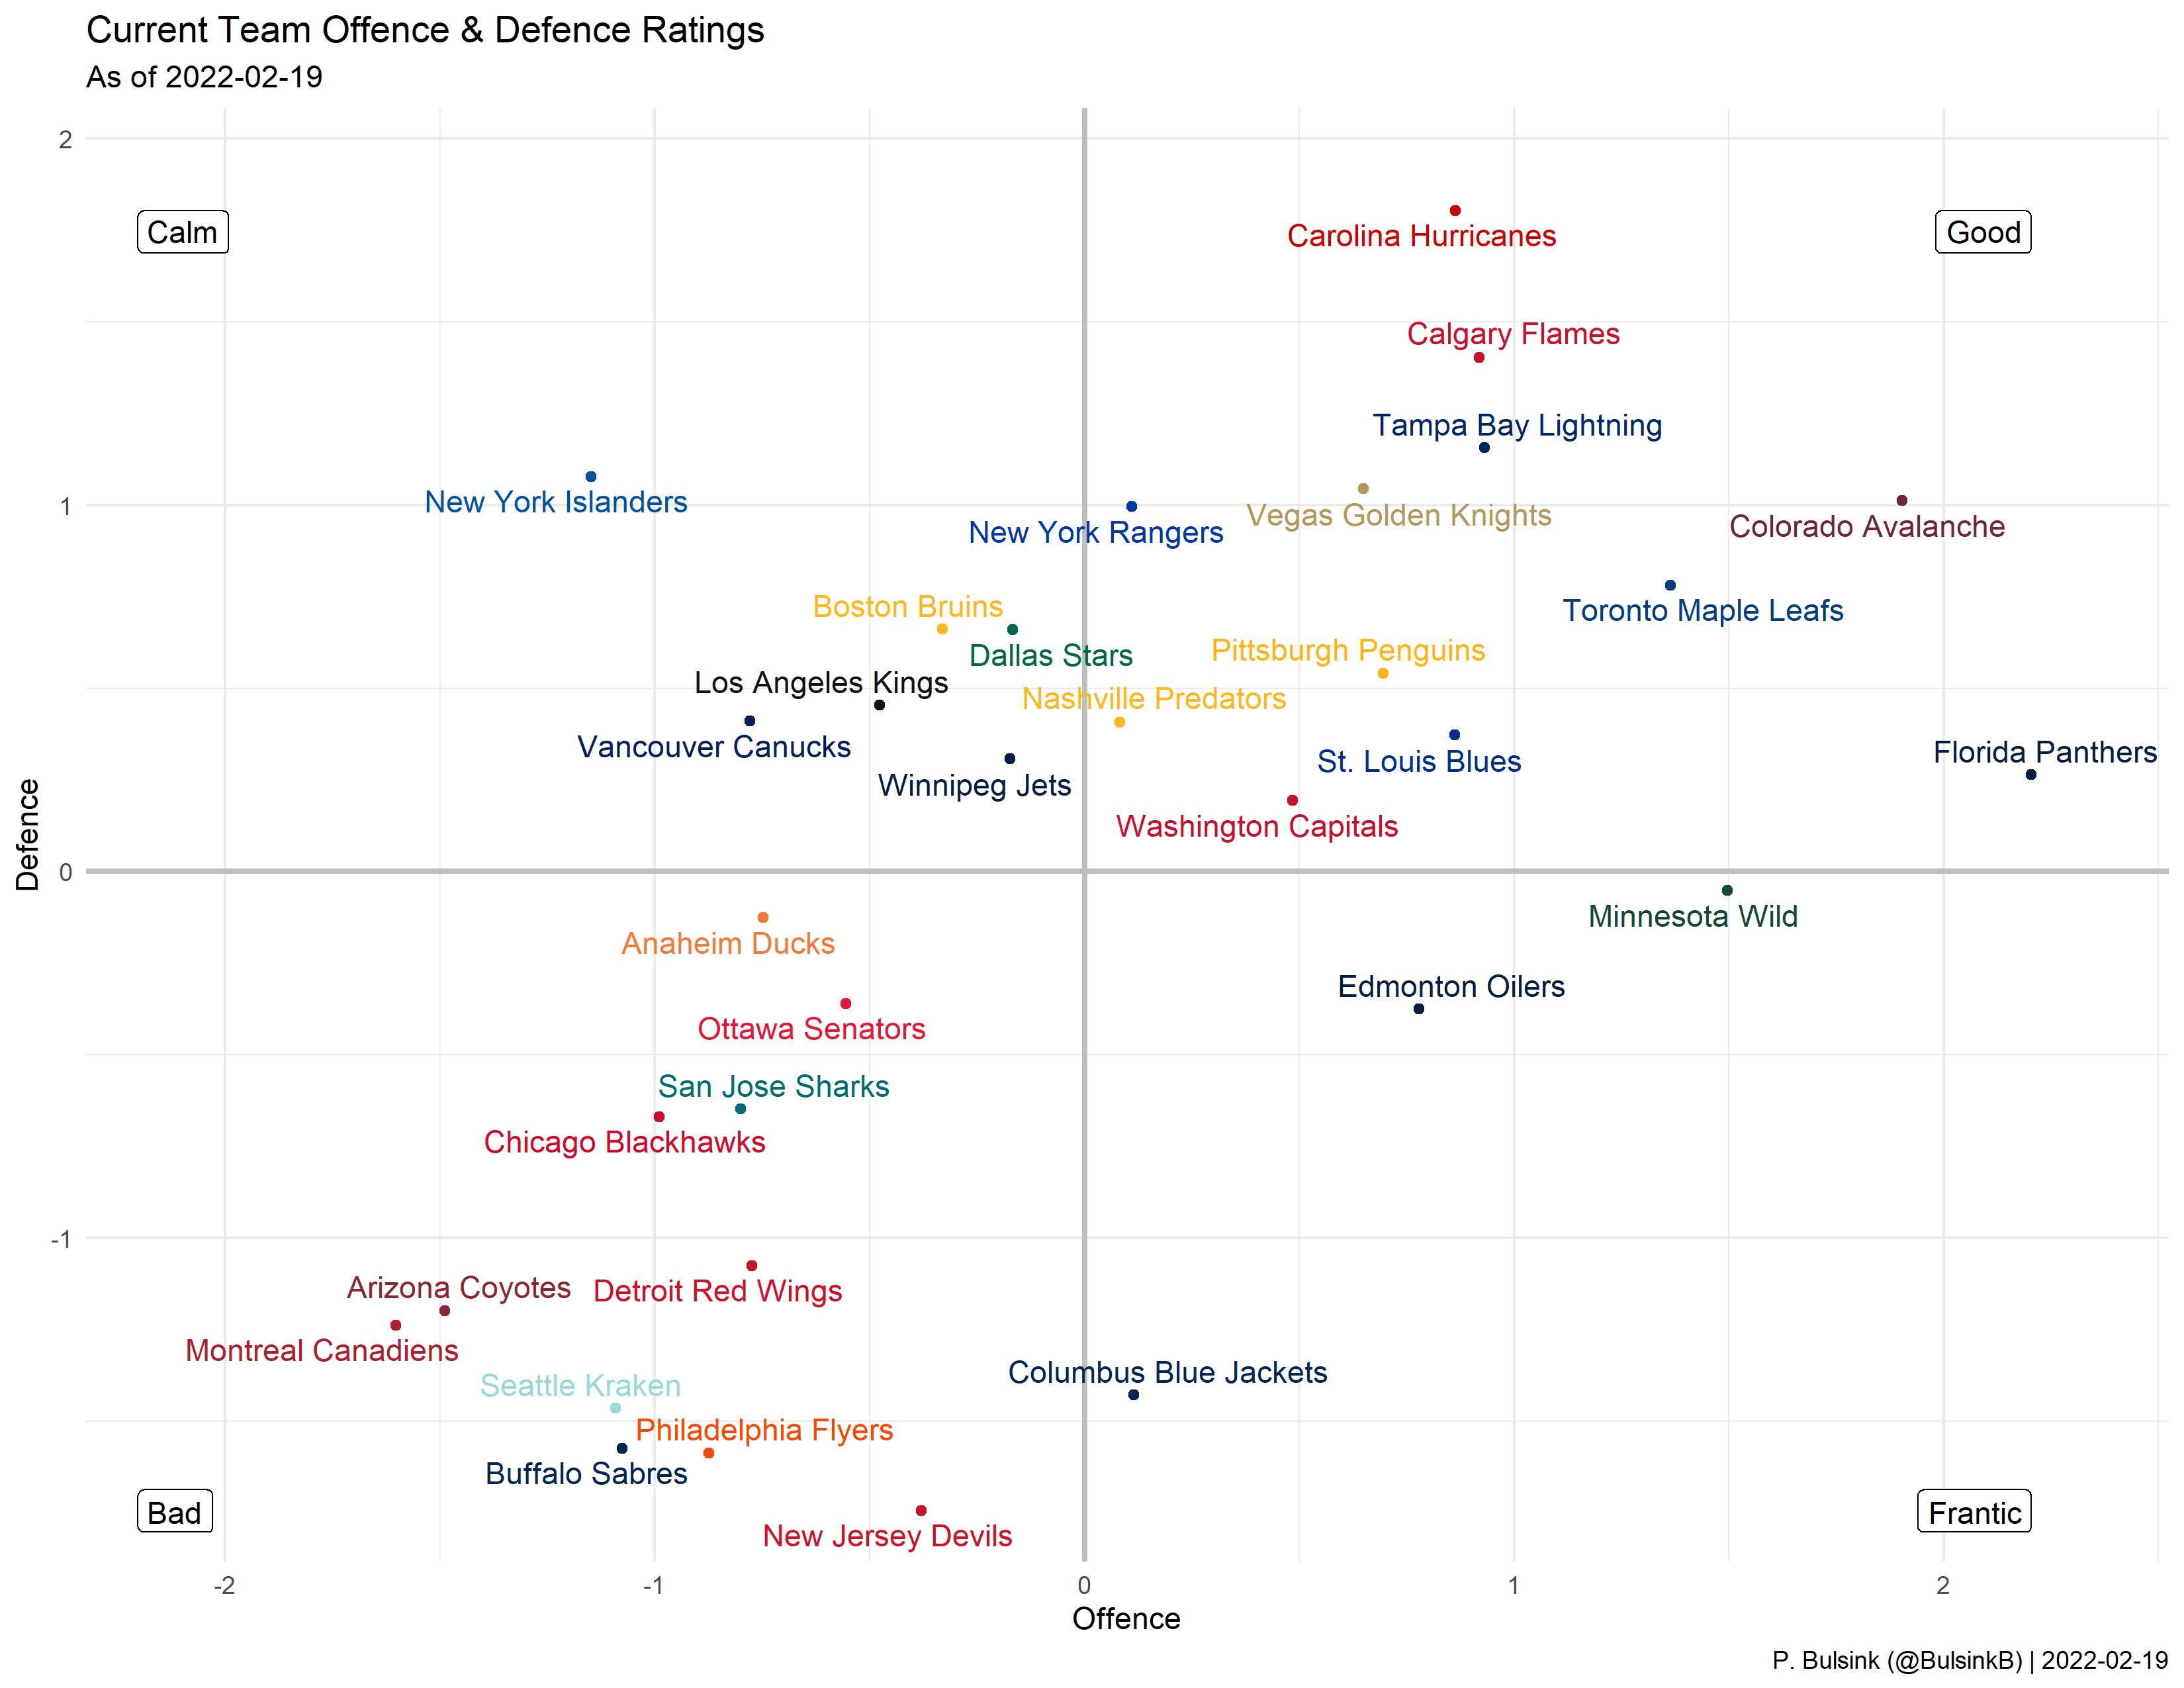 Current Team Offence & Defence Ratings
As of 2022-02-19
2
Calm
Good
Carolina Hurricanes
Calgary Flames
Tampa Bay Lightning
New York Islanders
1
Vegas Golden Knights
Colorado Avalanche
New York Rangers
Boston Bruins
Toronto Maple Leafs
Dallas Stars
Pittsburgh Penguins
Los Angeles Kings
Nashville Predators
Vancouver Canucks
Florida Panthers
St. Louis Blues
Winnipeg Jets
Washington Capitals
Defence
0
Minnesota Wild
Anaheim Ducks
Edmonton Oilers
Ottawa Senators
San Jose Sharks
Chicago Blackhawks
-1
Arizona Coyotes
Detroit Red Wings
Montreal Canadiens
Columbus Blue Jackets
Seattle Kraken
Philadelphia Flyers
Buffalo Sabres
Bad
Frantic
New Jersey Devils
-2 -1 0 1 2
Offence
P. Bulsink (@BulsinkB) | 2022-02-19